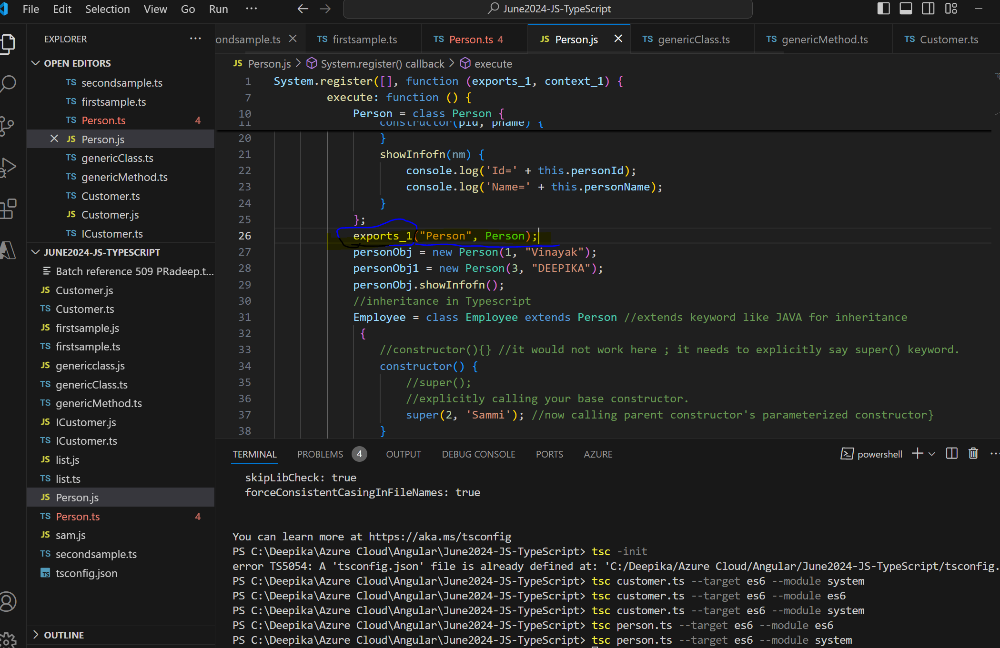 File Edit Selection View Go Run ··· June2024-JS-TypeScript
EXPLORER ···
OPEN EDITORS
TS secondsample.ts
TS firstsample.ts
TS Person.ts 4
JS Person.js
TS genericClass.ts
TS genericMethod.ts
TS Customer.ts
JS Customer.js
TS ICustomer.ts
JUNE2024-JS-TYPESCRIPT
Batch reference 509 PRadeep.t...
JS Customer.js
TS Customer.ts
JS firstsample.js
TS firstsample.ts
JS genericclass.js
TS genericClass.ts
TS genericMethod.ts
JS ICustomer.js
TS ICustomer.ts
JS list.js
TS list.ts
JS Person.js
TS Person.ts 4
JS sam.js
TS secondsample.ts
TS tsconfig.json
OUTLINE
ondsample.ts TS firstsample.ts TS Person.ts 4 JS Person.js TS genericClass.ts TS genericMethod.ts TS Customer.ts
JS Person.js > System.register() callback > execute
1 System.register([], function (exports_1, context_1) {
7 execute: function () {
10 Person = class Person {
11 constructor(pid, pname) {
20 }
21 showInfofn(nm) {
22 console.log('Id=' + this.personId);
23 console.log('Name=' + this.personName);
24 }
25 };
26 exports_1("Person", Person);
27 personObj = new Person(1, "Vinayak");
28 personObj1 = new Person(3, "DEEPIKA");
29 personObj.showInfofn();
30 //inheritance in Typescript
31 Employee = class Employee extends Person //extends keyword like JAVA for inheritance
32 {
33 //constructor(){} //it would not work here ; it needs to explicitly say super() keyword.
34 constructor() {
35 //super();
36 //explicitly calling your base constructor.
37 super(2, 'Sammi'); //now calling parent constructor's parameterized constructor}
38 }
TERMINAL PROBLEMS 4 OUTPUT DEBUG CONSOLE PORTS AZURE powershell
skipLibCheck: true
forceConsistentCasingInFileNames: true
You can learn more at https://aka.ms/tsconfig
PS C:\Deepika\Azure Cloud\Angular\June2024-JS-TypeScript> tsc -init
error TS5054: A 'tsconfig.json' file is already defined at: 'C:/Deepika/Azure Cloud/Angular/June2024-JS-TypeScript/tsconfig.
PS C:\Deepika\Azure Cloud\Angular\June2024-JS-TypeScript> tsc customer.ts --target es6 --module system
PS C:\Deepika\Azure Cloud\Angular\June2024-JS-TypeScript> tsc customer.ts --target es6 --module es6
PS C:\Deepika\Azure Cloud\Angular\June2024-JS-TypeScript> tsc customer.ts --target es6 --module system
PS C:\Deepika\Azure Cloud\Angular\June2024-JS-TypeScript> tsc person.ts --target es6 --module es6
PS C:\Deepika\Azure Cloud\Angular\June2024-JS-TypeScript> tsc person.ts --target es6 --module system